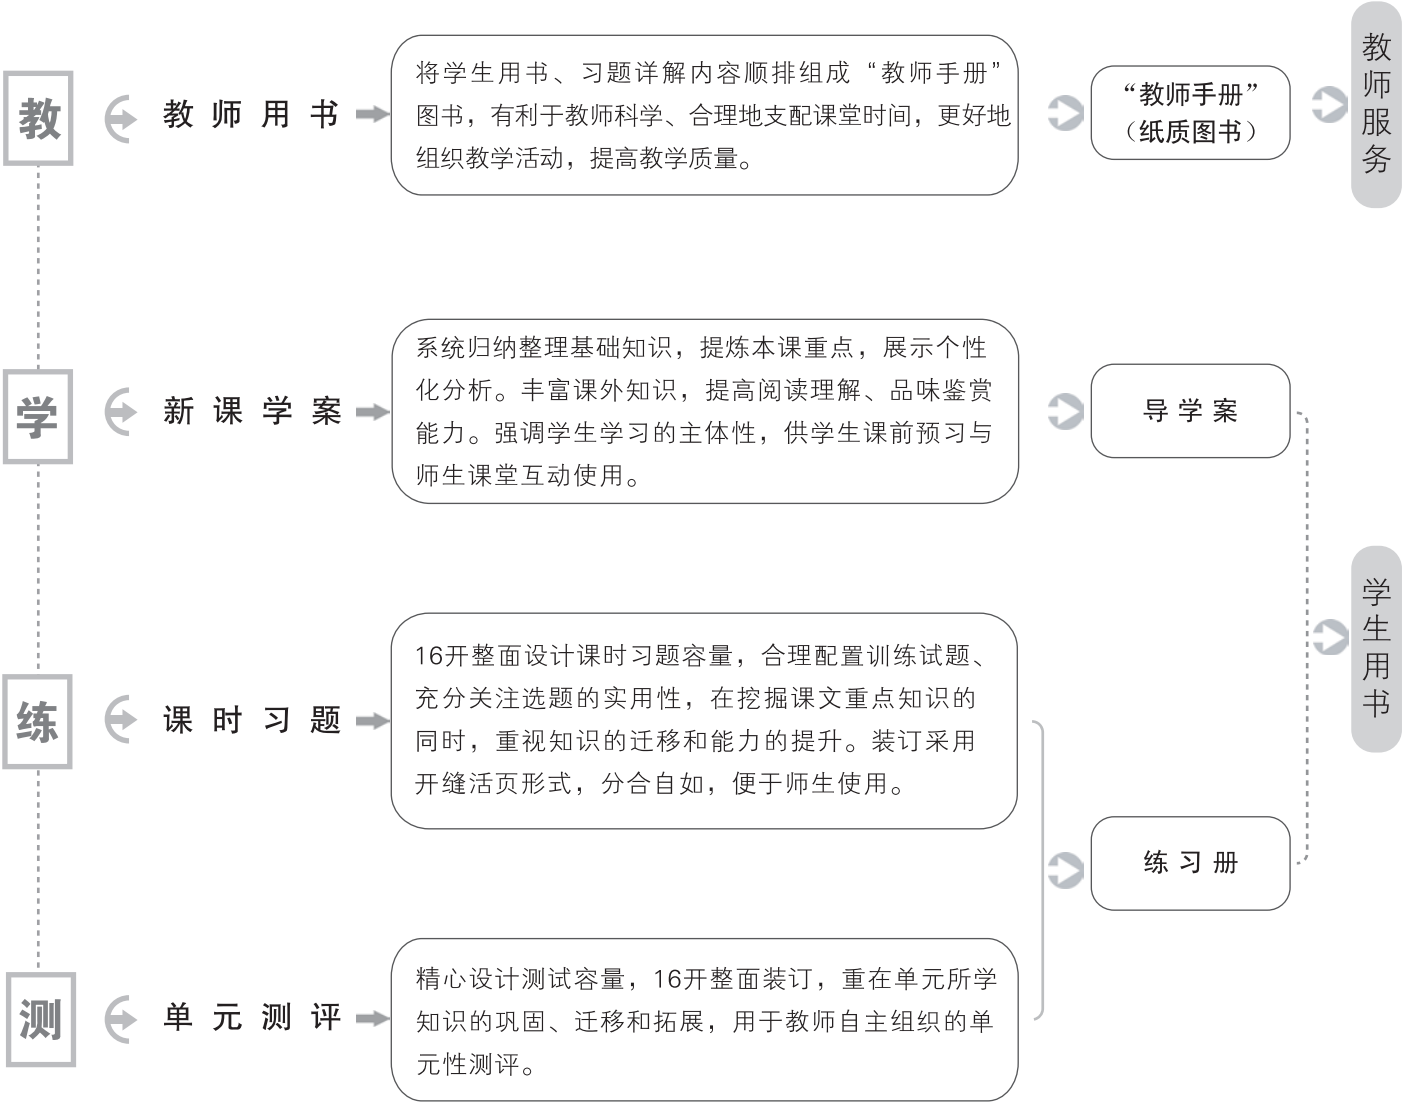 教
教师用书
将学生用书、习题详解内容顺排组成“教师手册”
图书，有利于教师科学、合理地支配课堂时间，更好地
组织教学活动，提高教学质量。
“教师手册”
（纸质图书）
教师服务
学
新课学案
系统归纳整理基础知识，提炼本课重点，展示个性
化分析。丰富课外知识，提高阅读理解、品味鉴赏
能力。强调学生学习的主体性，供学生课前预习与
师生课堂互动使用。
导学案
学生用书
练
课时习题
16开整面设计课时习题容量，合理配置训练试题、
充分关注选题的实用性，在挖掘课文重点知识的
同时，重视知识的迁移和能力的提升。装订采用
开缝活页形式，分合自如，便于师生使用。
练习册
测
单元测评
精心设计测试容量，16开整面装订，重在单元所学
知识的巩固、迁移和拓展，用于教师自主组织的单
元性测评。